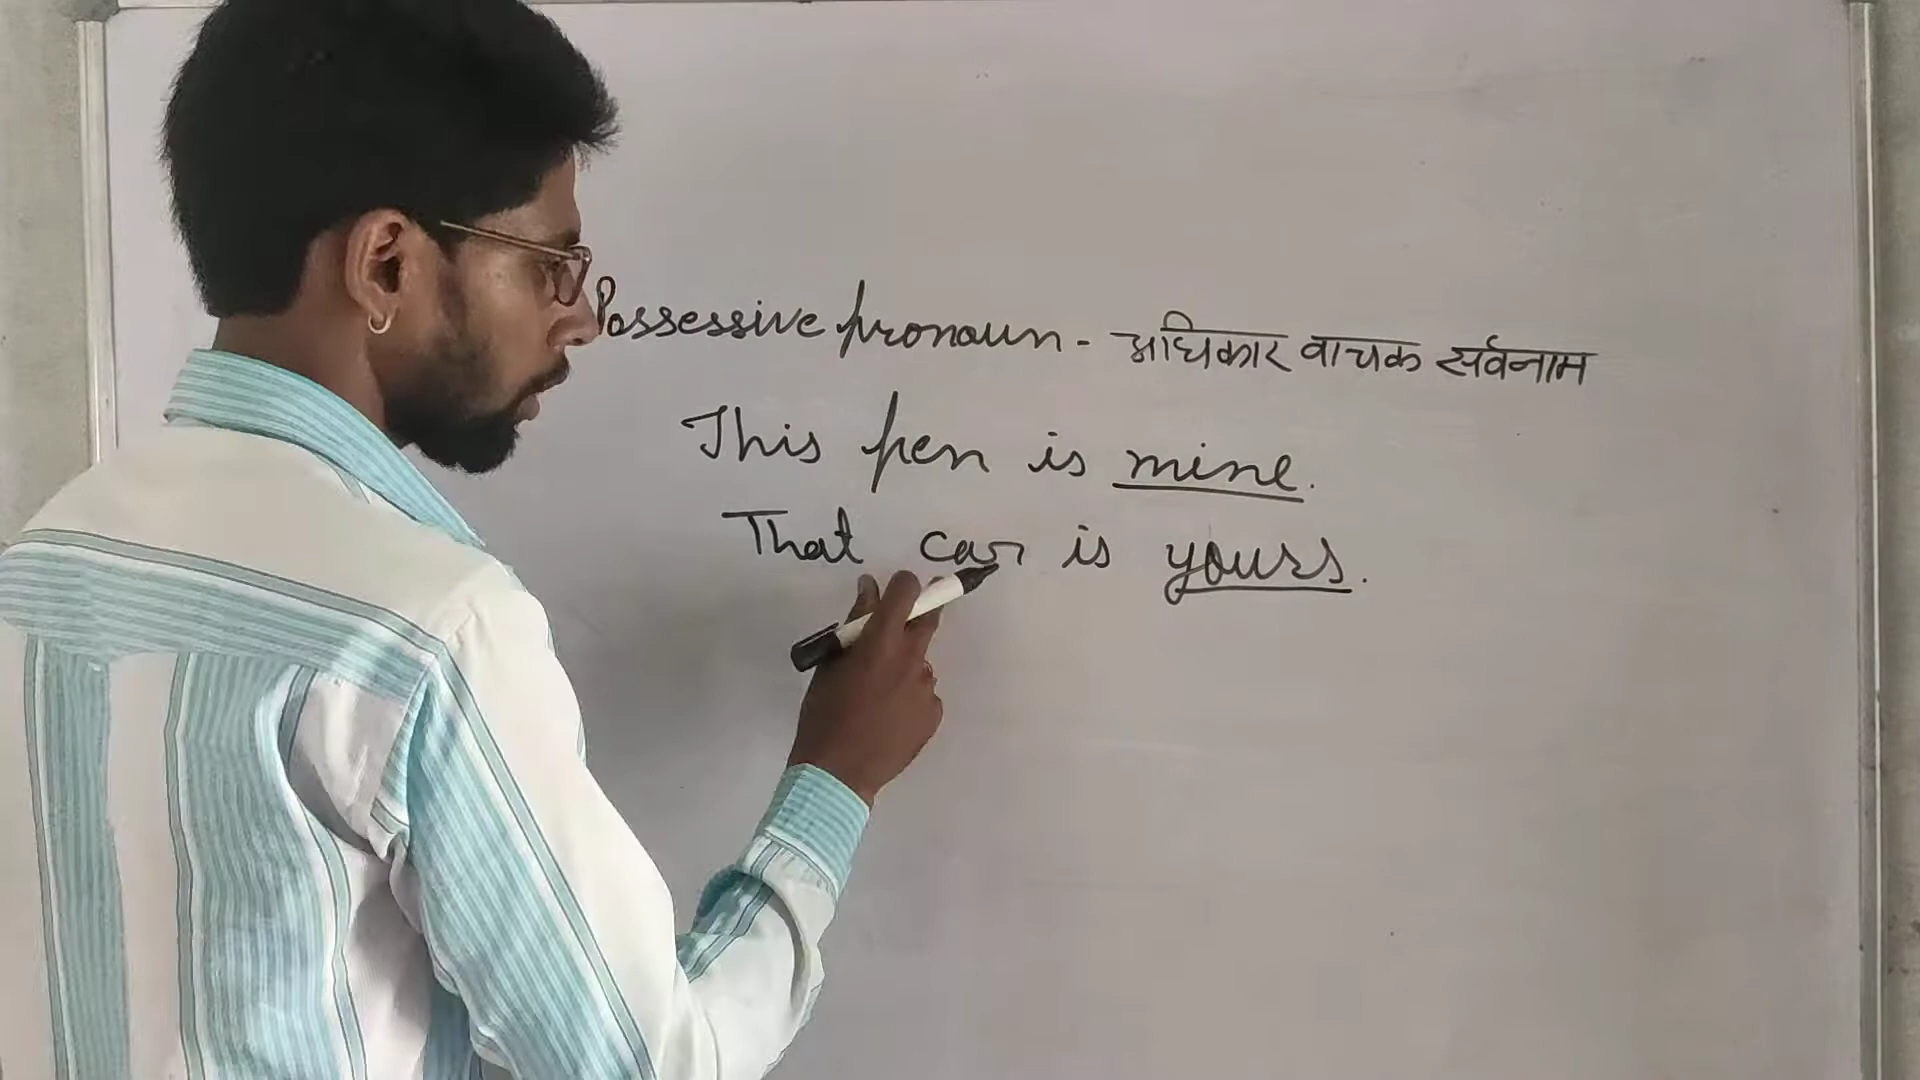 Possessive pronoun - अधिकार वाचक सर्वनाम
This pen is mine.
That car is yours.